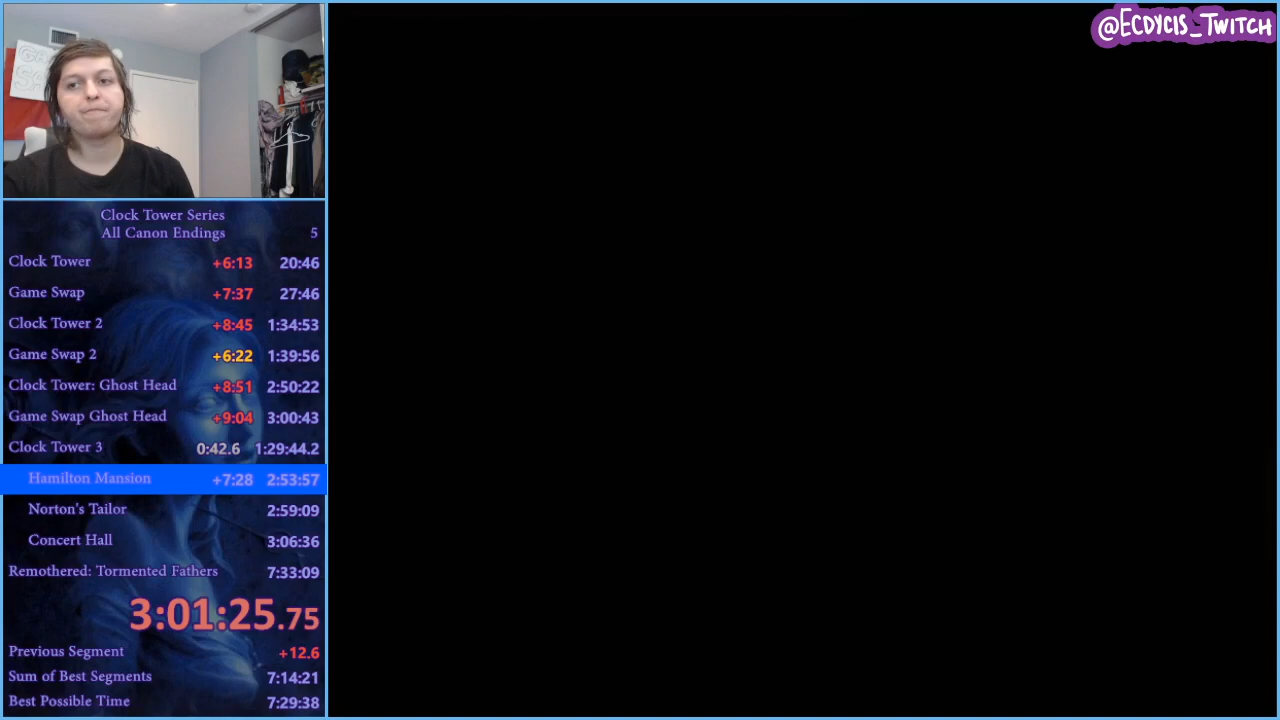 @ECDYCIS_TWITCH
Clock Tower Series
All Canon Endings 5
Clock Tower +6:13 20:46
Game Swap +7:37 27:46
Clock Tower 2 +8:45 1:34:53
Game Swap 2 +6:22 1:39:56
Clock Tower: Ghost Head +8:51 2:50:22
Game Swap Ghost Head +9:04 3:00:43
Clock Tower 3 0:42.6 1:29:44.2
Hamilton Mansion +7:28 2:53:57
Norton's Tailor 2:59:09
Concert Hall 3:06:36
Remothered: Tormented Fathers 7:33:09
3:01:25.75
Previous Segment +12.6
Sum of Best Segments 7:14:21
Best Possible Time 7:29:38